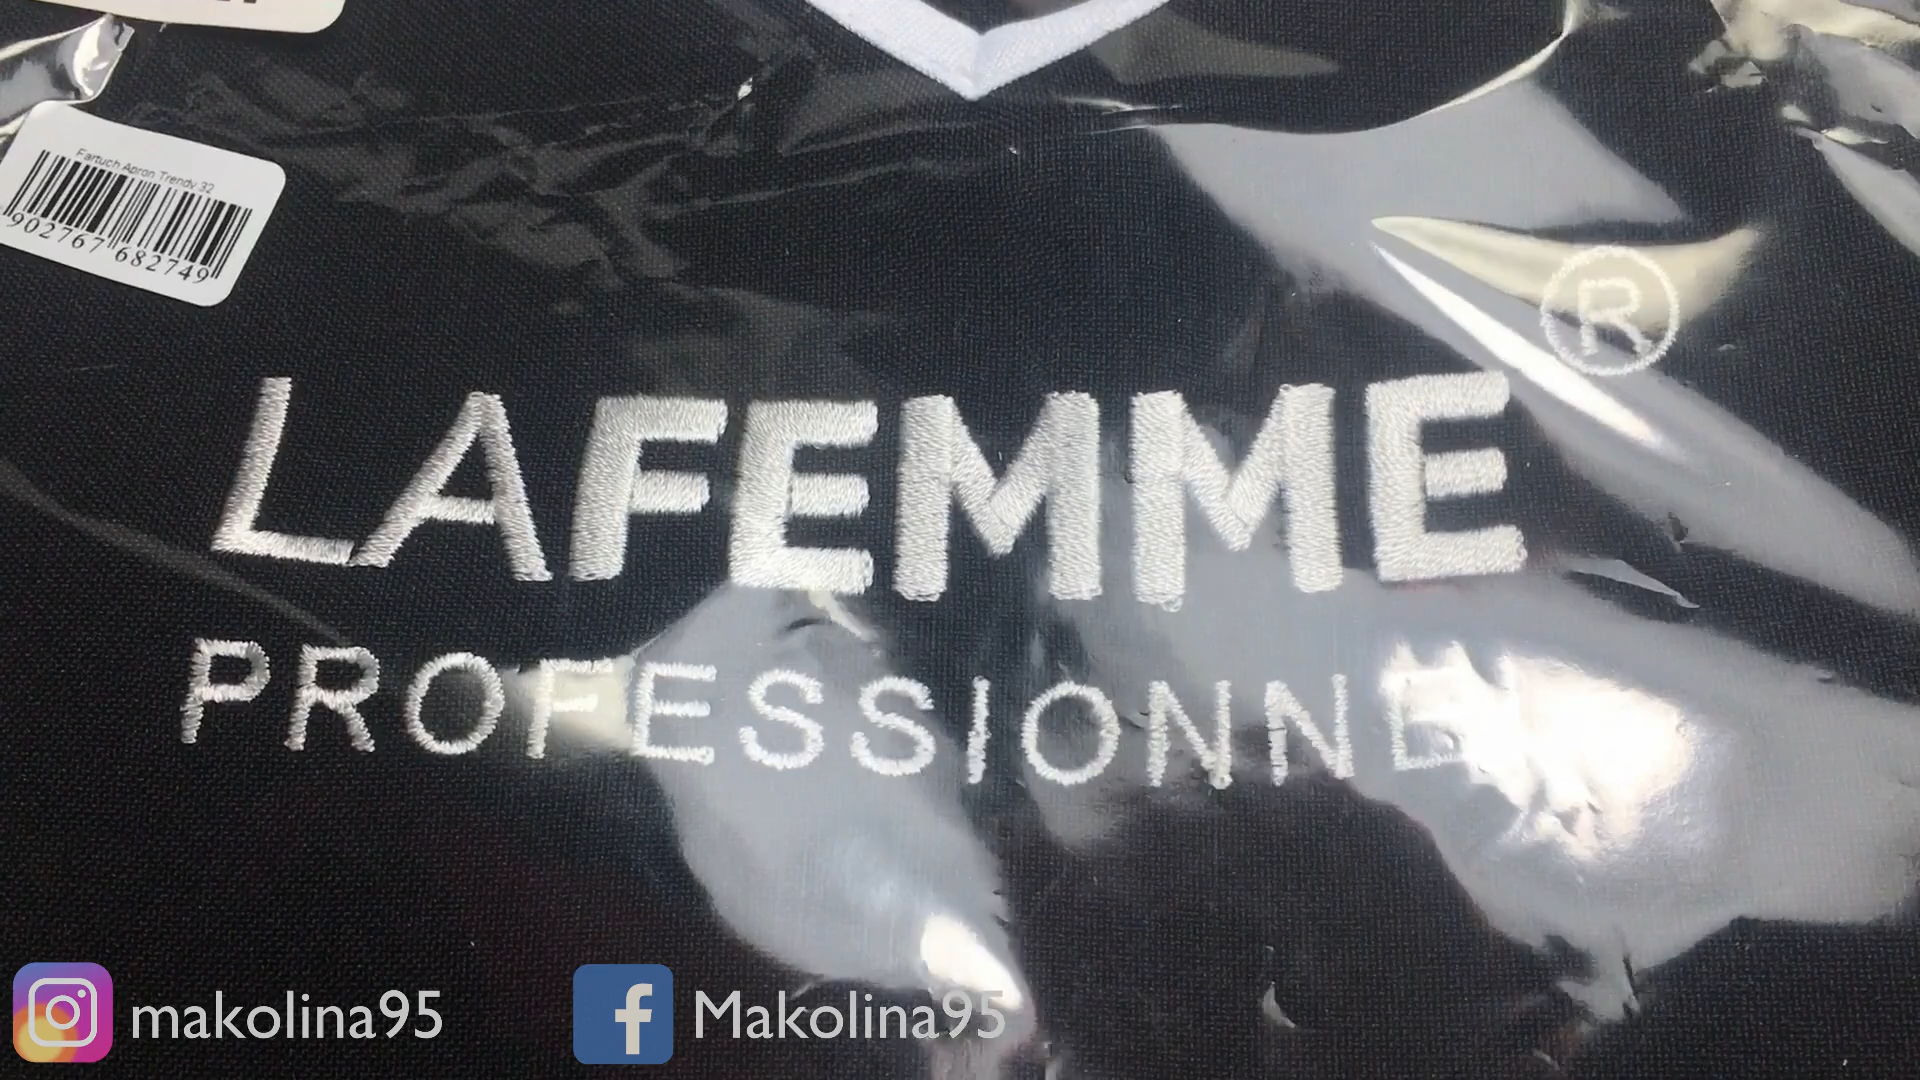 Fartuch Apron Trendy 32
902767 682749
®
LAFEMME
PROFESSIONNE
makolina95
Makolina95